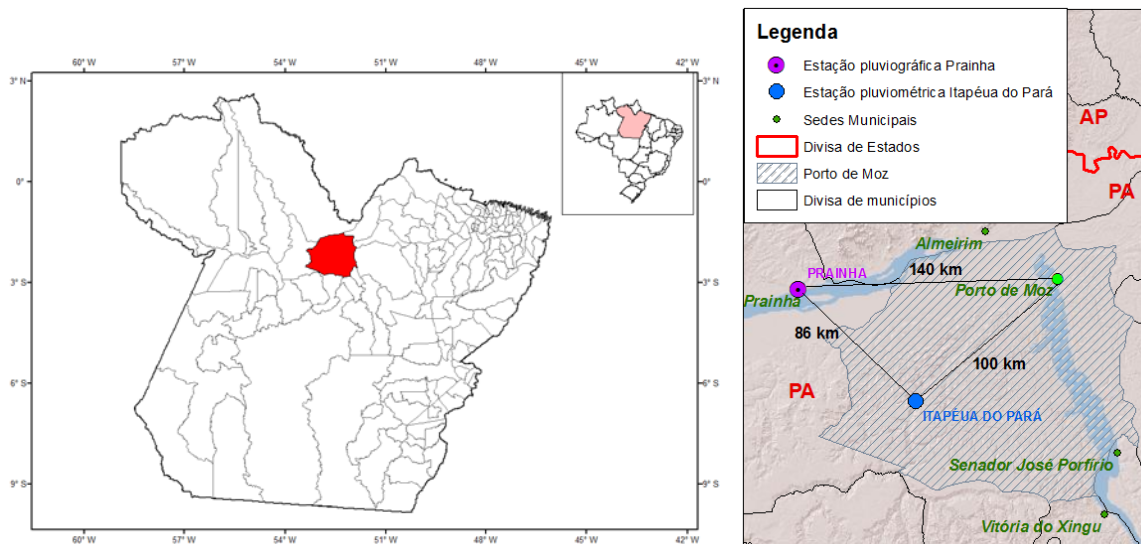 60° W 57° W 54° W 51° W 48° W 45° W 42° W
3° N
3° N
0°
0°
3° S
3° S
6° S
6° S
9° S
9° S
60° W 57° W 54° W 51° W 48° W 45° W 42° W
Legenda
Estação pluviográfica Prainha
Estação pluviométrica Itapéua do Pará
Sedes Municipais
Divisa de Estados
Porto de Moz
Divisa de municípios
AP
PA
Almeirim
PRAINHA
140 km
Prainha
Porto de Moz
86 km
100 km
PA
ITAPÉUA DO PARÁ
Senador José Porfírio
Vitória do Xingu